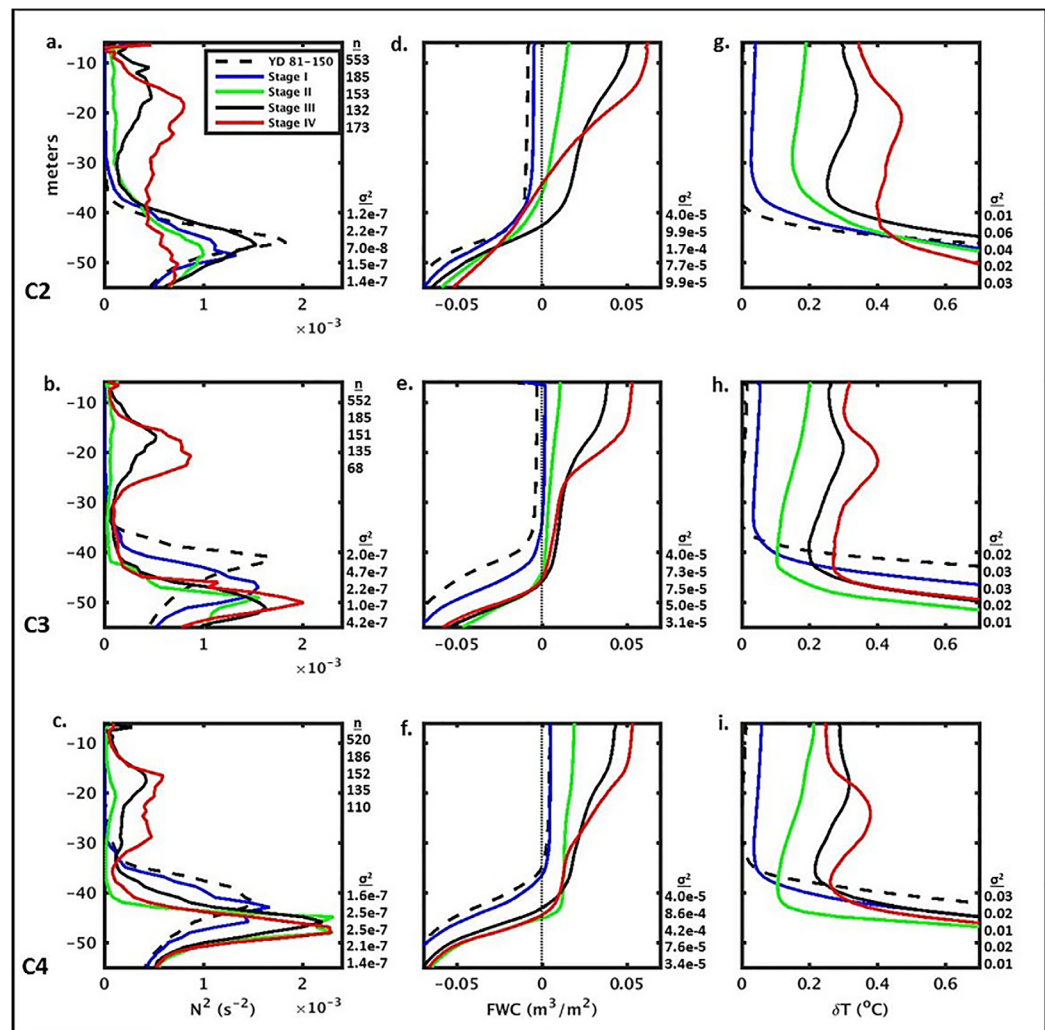 a.
n
553
185
153
132
173
YD 81-150
Stage I
Stage II
Stage III
Stage IV
-10
-20
-30
-40
-50
meters
C2
σ²
1.2e-7
2.2e-7
7.0e-8
1.5e-7
1.4e-7
0
1
2
×10⁻³
d.
σ²
4.0e-5
9.9e-5
1.7e-4
7.7e-5
9.9e-5
-0.05
0
0.05
g.
σ²
0.01
0.06
0.04
0.02
0.03
0
0.2
0.4
0.6
b.
n
552
185
151
135
68
-10
-20
-30
-40
-50
C3
σ²
2.0e-7
4.7e-7
2.2e-7
1.0e-7
4.2e-7
0
1
2
×10⁻³
e.
σ²
4.0e-5
7.3e-5
7.5e-5
5.0e-5
3.1e-5
-0.05
0
0.05
h.
σ²
0.02
0.03
0.03
0.02
0.01
0
0.2
0.4
0.6
c.
n
520
186
152
135
110
-10
-20
-30
-40
-50
C4
σ²
1.6e-7
2.5e-7
2.5e-7
2.1e-7
1.4e-7
0
1
2
×10⁻³
N² (s⁻²)
f.
σ²
4.0e-5
8.6e-4
4.2e-4
7.6e-5
3.4e-5
-0.05
0
0.05
FWC (m³/m²)
i.
σ²
0.03
0.02
0.01
0.02
0.01
0
0.2
0.4
0.6
δT (°C)